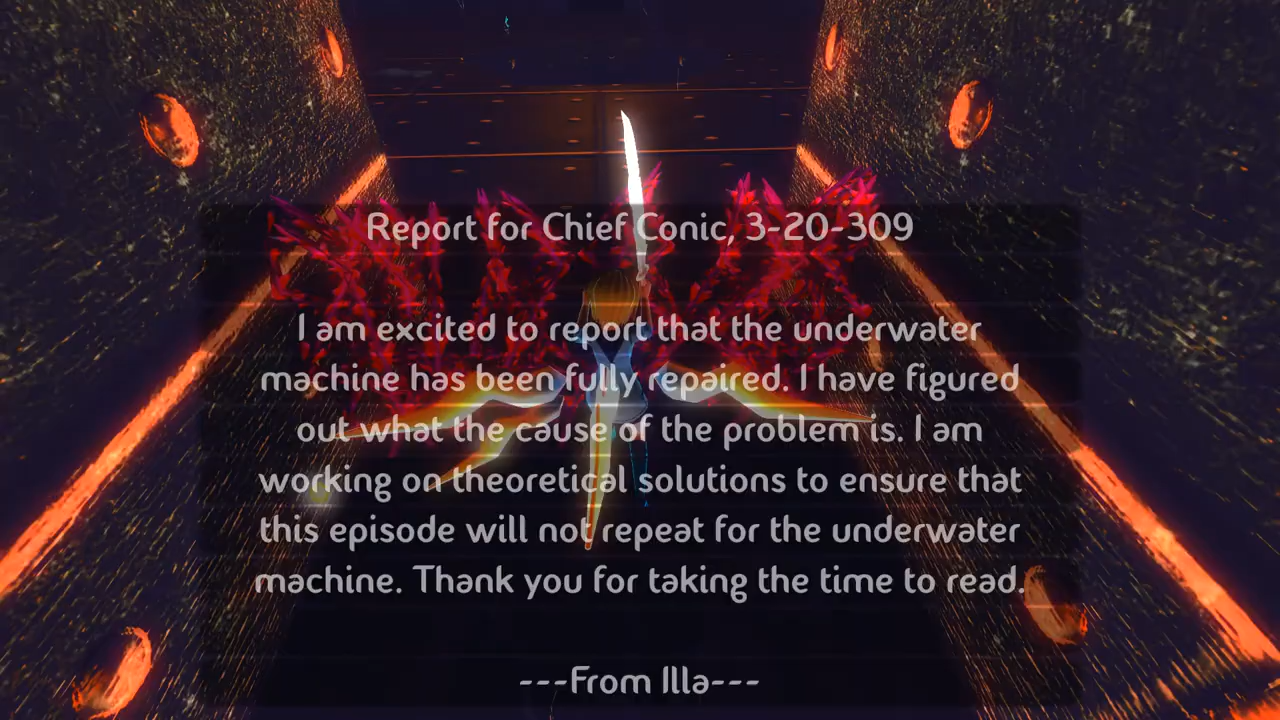 Report for Chief Conic, 3-20-309
I am excited to report that the underwater
machine has been fully repaired. I have figured
out what the cause of the problem is. I am
working on theoretical solutions to ensure that
this episode will not repeat for the underwater
machine. Thank you for taking the time to read.
---From Illa---